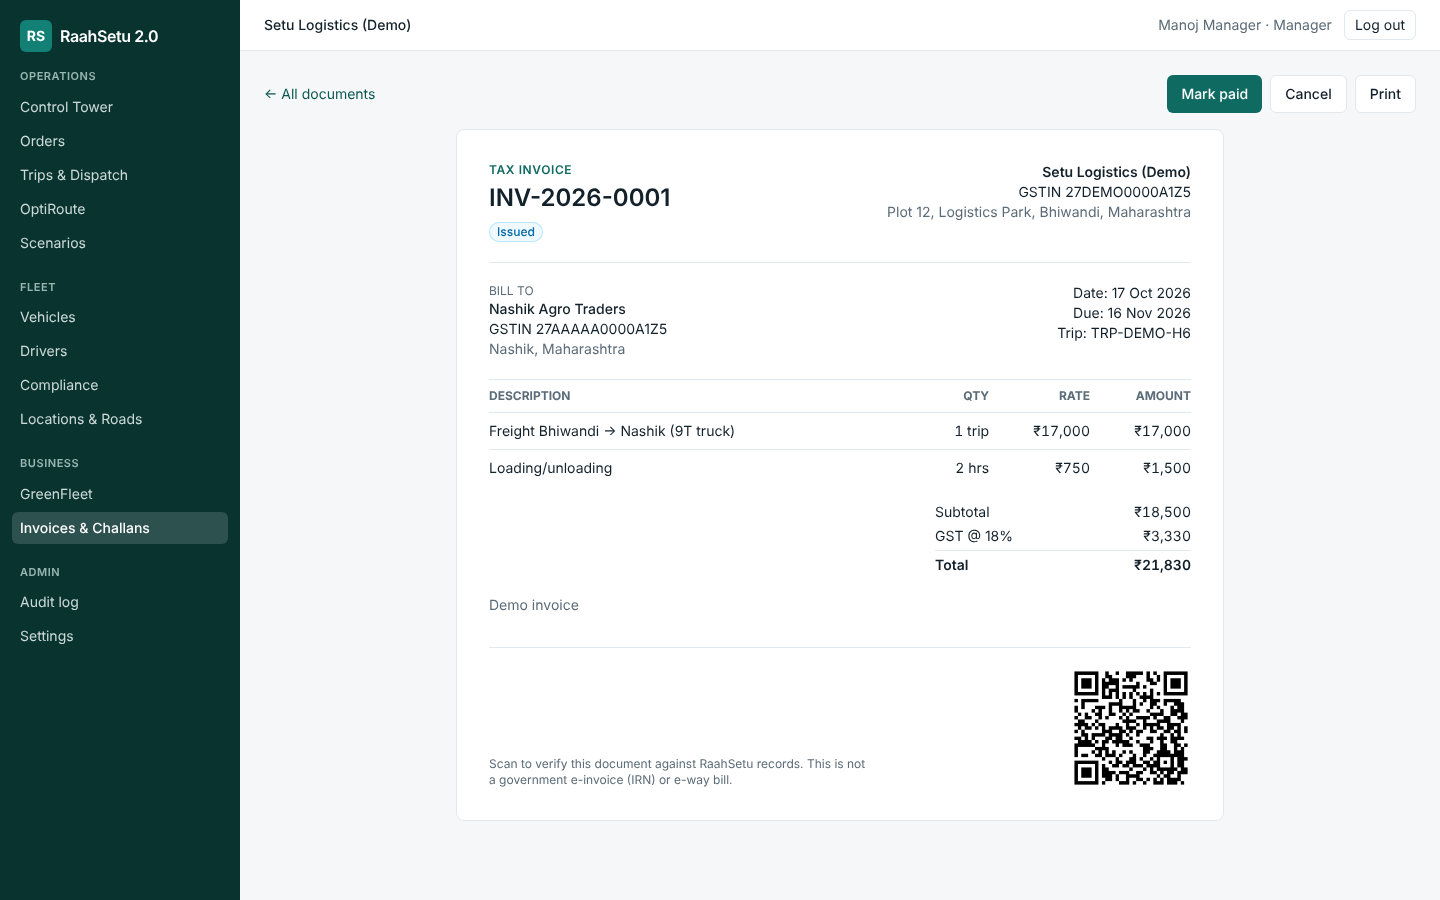 RS RaahSetu 2.0
OPERATIONS
Control Tower
Orders
Trips & Dispatch
OptiRoute
Scenarios
FLEET
Vehicles
Drivers
Compliance
Locations & Roads
BUSINESS
GreenFleet
Invoices & Challans
ADMIN
Audit log
Settings
Setu Logistics (Demo)
Manoj Manager · Manager
Log out
← All documents
Mark paid
Cancel
Print
TAX INVOICE
INV-2026-0001
Issued
Setu Logistics (Demo)
GSTIN 27DEMO0000A1Z5
Plot 12, Logistics Park, Bhiwandi, Maharashtra
BILL TO
Nashik Agro Traders
GSTIN 27AAAAA0000A1Z5
Nashik, Maharashtra
Date: 17 Oct 2026
Due: 16 Nov 2026
Trip: TRP-DEMO-H6
DESCRIPTION QTY RATE AMOUNT
Freight Bhiwandi → Nashik (9T truck) 1 trip ₹17,000 ₹17,000
Loading/unloading 2 hrs ₹750 ₹1,500
Subtotal ₹18,500
GST @ 18% ₹3,330
Total ₹21,830
Demo invoice
Scan to verify this document against RaahSetu records. This is not
a government e-invoice (IRN) or e-way bill.